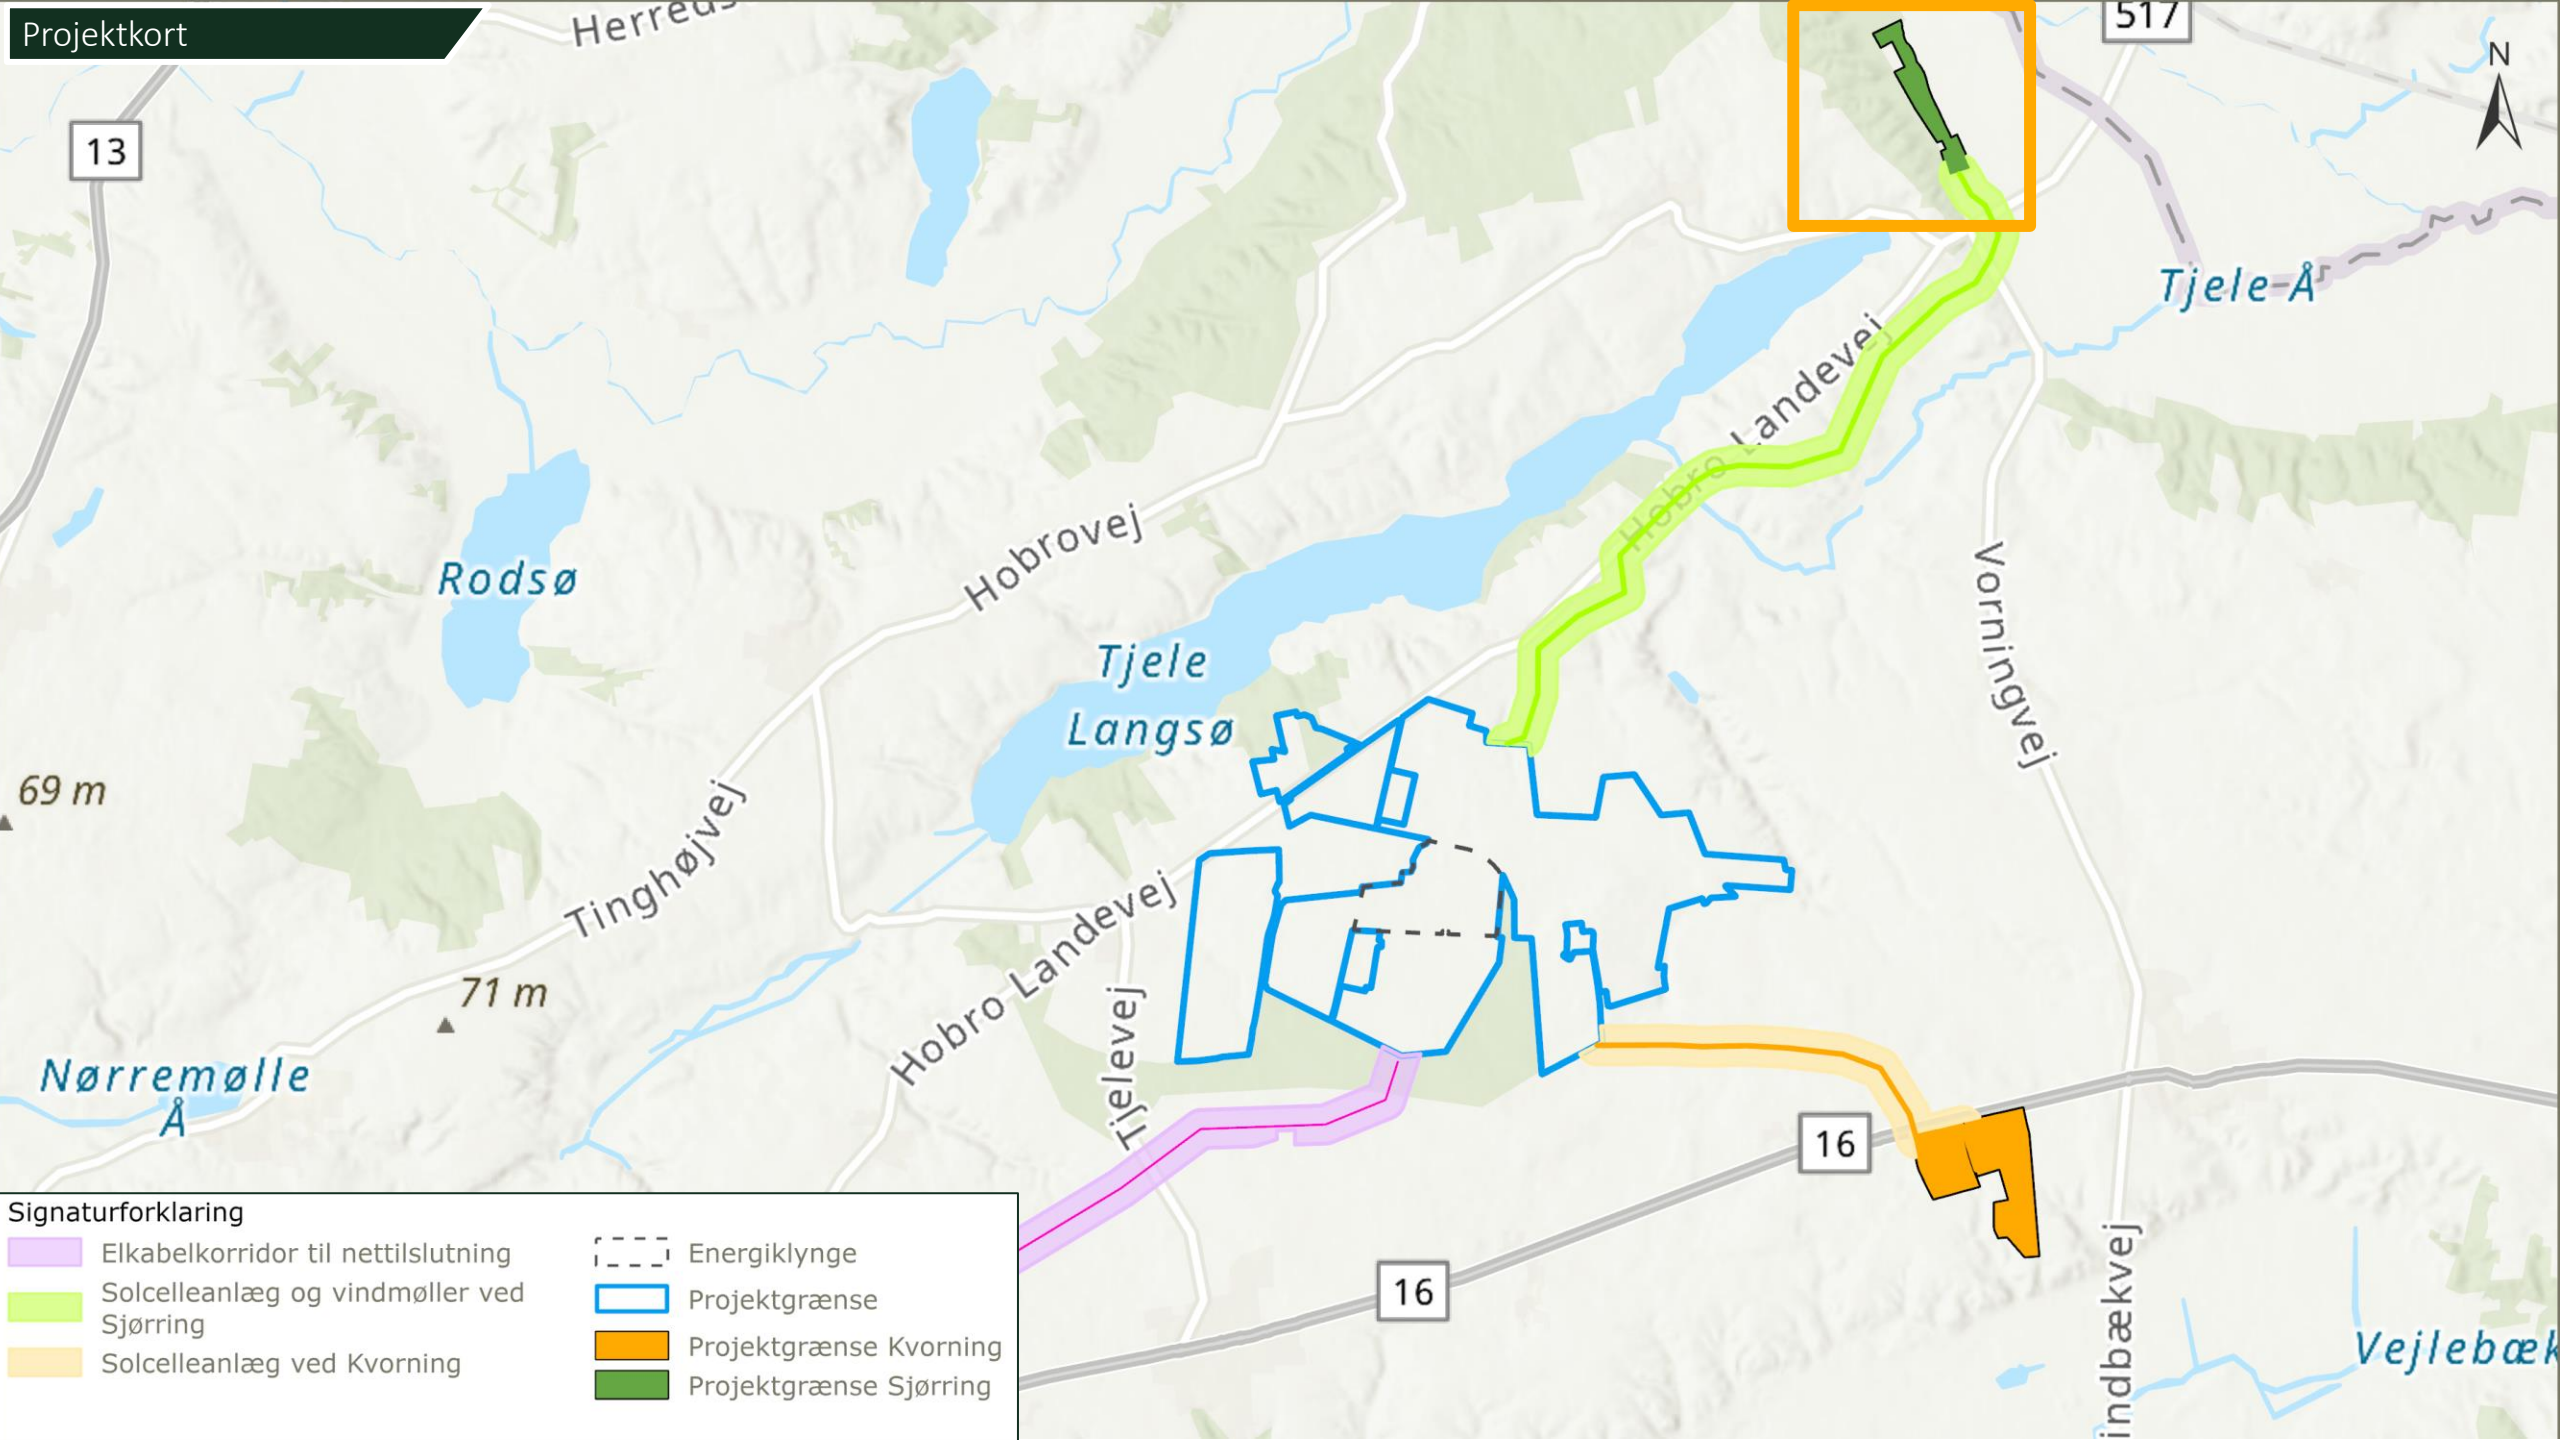 Projektkort
517
N
13
Tjele Å
Hobro Landevej
Hobrovej
Rodsø
Vorningvej
Tjele
Langsø
69 m
Tinghøjvej
71 m
Hobro Landevej
Tjelevej
Nørremølle
Å
16
16
Signaturforklaring
Elkabelkorridor til nettilslutning
Solcelleanlæg og vindmøller ved
Sjørring
Solcelleanlæg ved Kvorning
Energiklynge
Projektgrænse
Projektgrænse Kvorning
Projektgrænse Sjørring
indbækvej
Vejlebæk